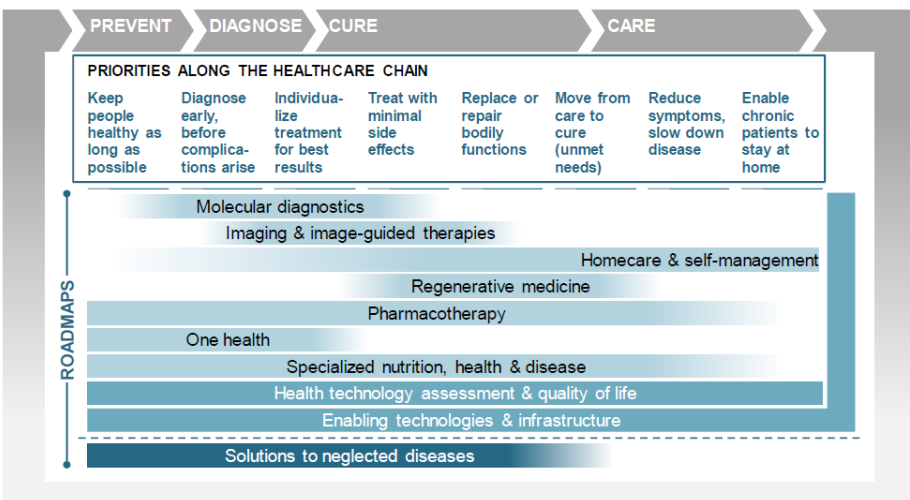 PREVENT DIAGNOSE CURE CARE
PRIORITIES ALONG THE HEALTHCARE CHAIN
Keep
people
healthy as
long as
possible
Diagnose
early,
before
complica-
tions arise
Individua-
lize
treatment
for best
results
Treat with
minimal
side
effects
Replace or
repair
bodily
functions
Move from
care to
cure
(unmet
needs)
Reduce
symptoms,
slow down
disease
Enable
chronic
patients to
stay at
home
ROADMAPS
Molecular diagnostics
Imaging & image-guided therapies
Homecare & self-management
Regenerative medicine
Pharmacotherapy
One health
Specialized nutrition, health & disease
Health technology assessment & quality of life
Enabling technologies & infrastructure
Solutions to neglected diseases